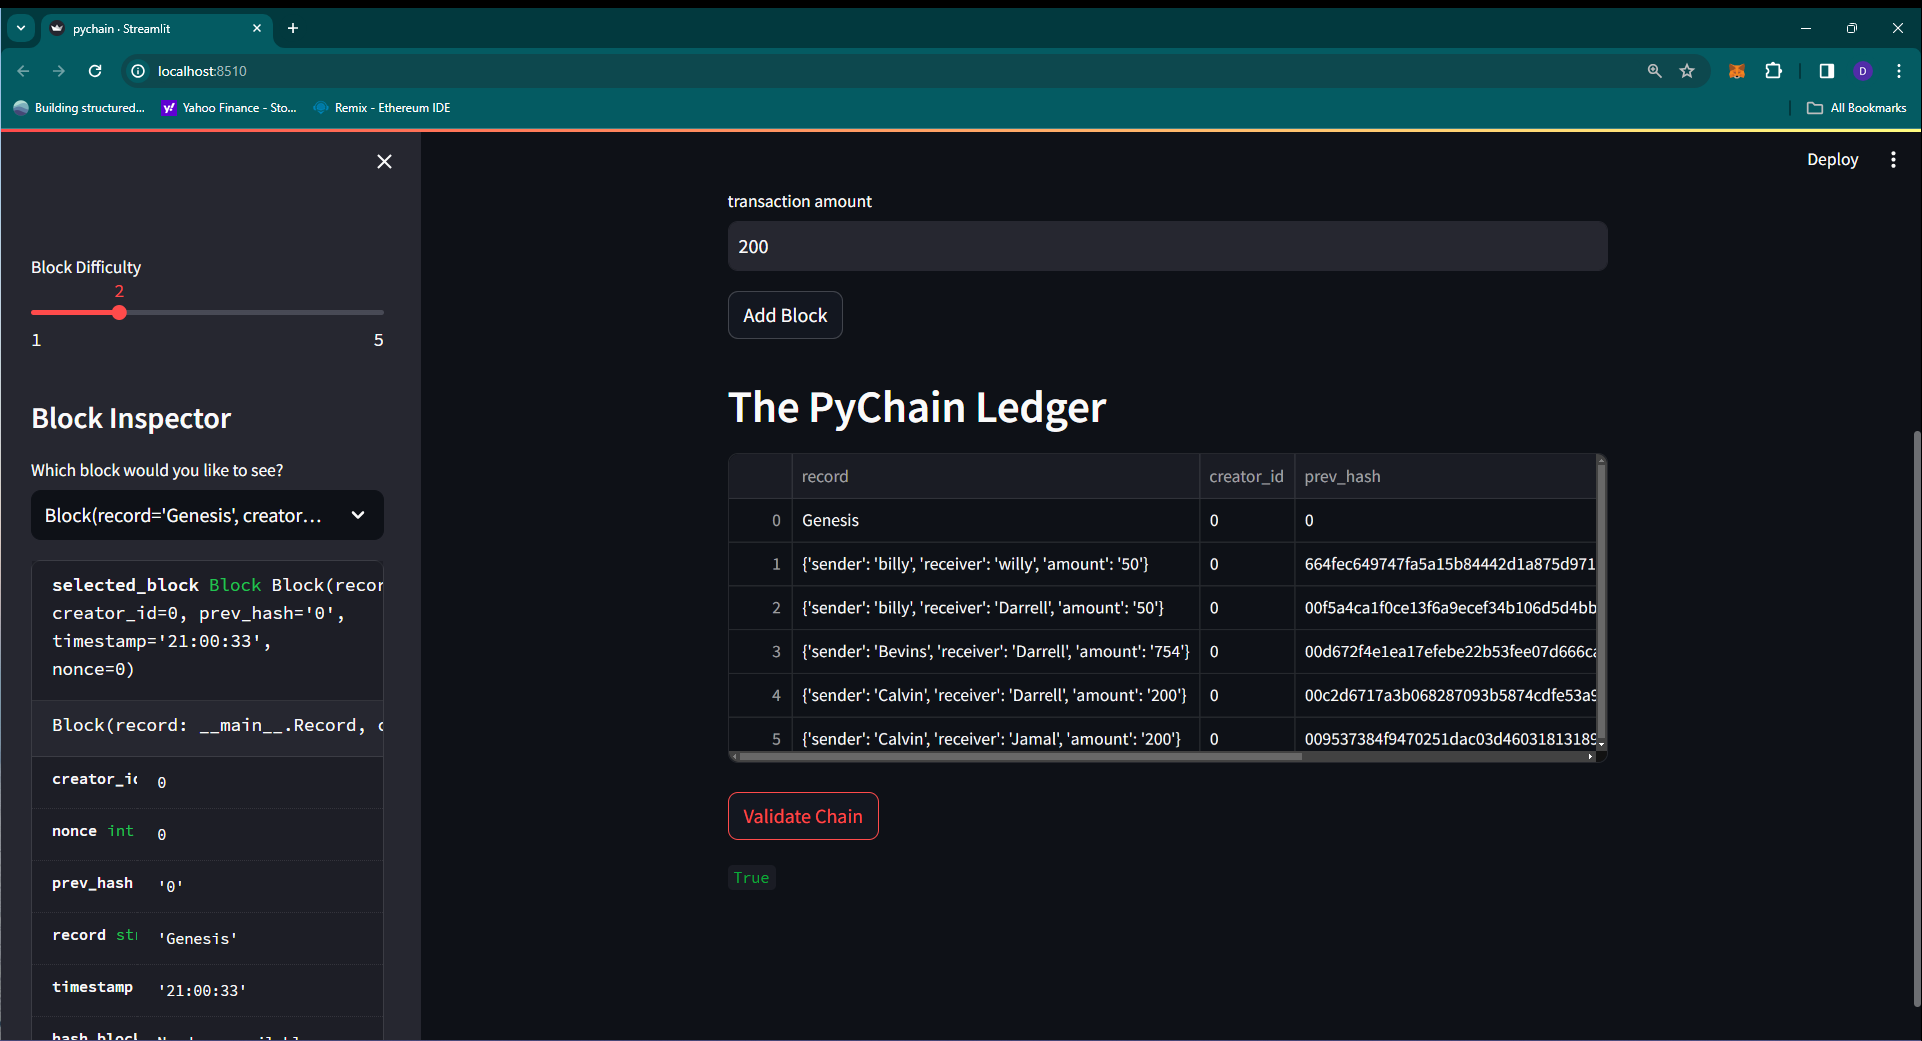 pychain · Streamlit
localhost:8510
Building structured...
Yahoo Finance - Sto...
Remix - Ethereum IDE
All Bookmarks
D
Deploy
Block Difficulty
2
1 5
Block Inspector
Which block would you like to see?
Block(record='Genesis', creator...
selected_block Block Block(recor
creator_id=0, prev_hash='0',
timestamp='21:00:33',
nonce=0)
Block(record: __main__.Record, c
creator_id 0
nonce int 0
prev_hash '0'
record str 'Genesis'
timestamp '21:00:33'
transaction amount
200
Add Block
The PyChain Ledger
record creator_id prev_hash
0 Genesis 0 0
1 {'sender': 'billy', 'receiver': 'willy', 'amount': '50'} 0 664fec649747fa5a15b84442d1a875d971
2 {'sender': 'billy', 'receiver': 'Darrell', 'amount': '50'} 0 00f5a4ca1f0ce13f6a9ecef34b106d5d4bb
3 {'sender': 'Bevins', 'receiver': 'Darrell', 'amount': '754'} 0 00d672f4e1ea17efebe22b53fee07d666ca
4 {'sender': 'Calvin', 'receiver': 'Darrell', 'amount': '200'} 0 00c2d6717a3b068287093b5874cdfe53a9
5 {'sender': 'Calvin', 'receiver': 'Jamal', 'amount': '200'} 0 009537384f9470251dac03d46031813189
Validate Chain
True